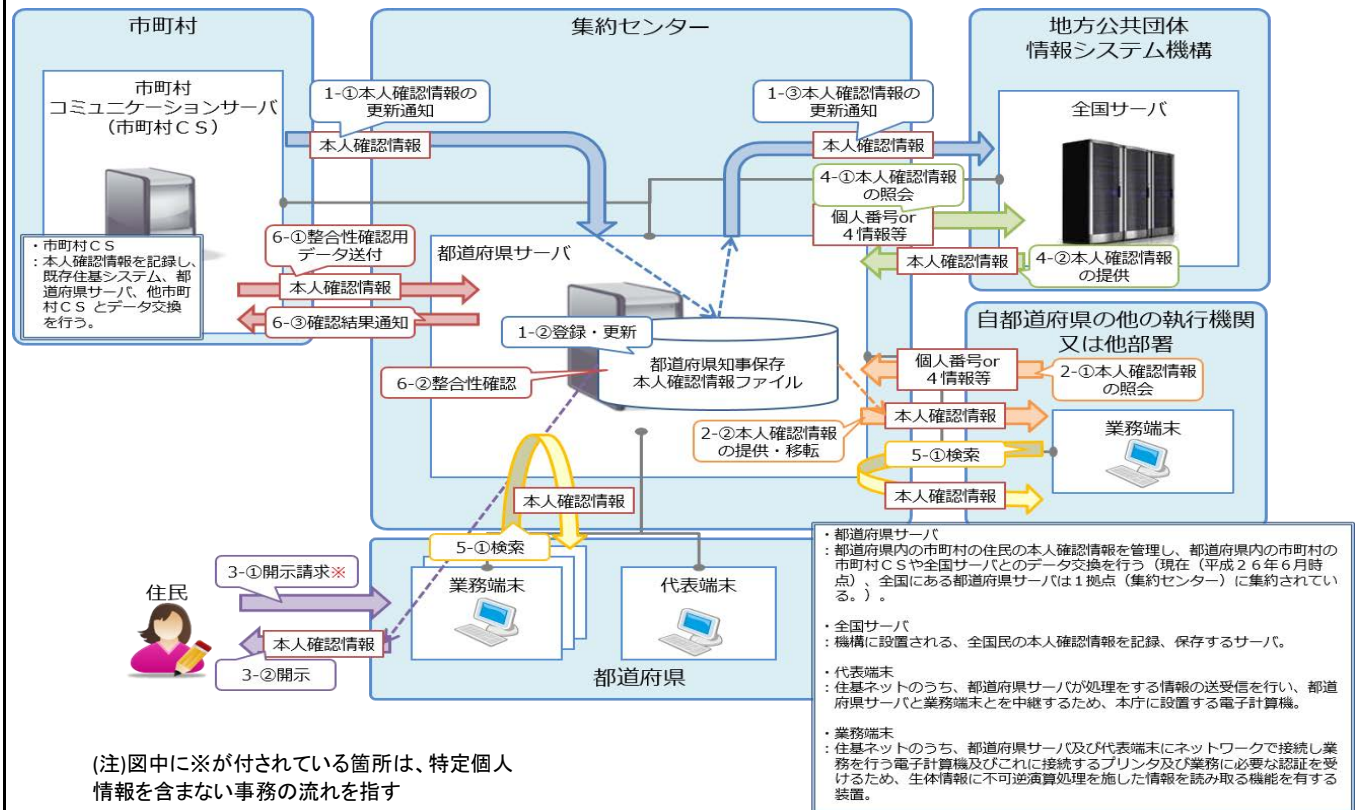 市町村
集約センター
地方公共団体
情報システム機構
市町村
コミュニケーションサーバ
(市町村ＣＳ)
1-①本人確認情報の
更新通知
本人確認情報
1-③本人確認情報の
更新通知
本人確認情報
全国サーバ
4-①本人確認情報
の照会
個人番号or
４情報等
本人確認情報
4-②本人確認情報
の提供
・市町村ＣＳ
：本人確認情報を記録し、
既存住基システム、都
道府県サーバ、他市町
村ＣＳ とデータ交換
を行う。
6-①整合性確認用
データ送付
本人確認情報
6-③確認結果通知
都道府県サーバ
1-②登録・更新
6-②整合性確認
都道府県知事保存
本人確認情報ファイル
自都道府県の他の執行機関
又は他部署
個人番号or
４情報等
2-①本人確認情報
の照会
本人確認情報
2-②本人確認情報
の提供・移転
業務端末
5-①検索
本人確認情報
本人確認情報
5-①検索
業務端末
代表端末
都道府県
住民
3-①開示請求※
本人確認情報
3-②開示
・都道府県サーバ
：都道府県内の市町村の住民の本人確認情報を管理し、都道府県内の市町村の
市町村ＣＳや全国サーバとのデータ交換を行う（現在（平成２６年６月時
点）、全国にある都道府県サーバは１拠点（集約センター）に集約されてい
る。）。
・全国サーバ
：機構に設置される、全国民の本人確認情報を記録、保存するサーバ。
・代表端末
：住基ネットのうち、都道府県サーバが処理をする情報の送受信を行い、都道
府県サーバと業務端末とを中継するため、本庁に設置する電子計算機。
・業務端末
：住基ネットのうち、都道府県サーバ及び代表端末にネットワークで接続し業
務を行う電子計算機及びこれに接続するプリンタ及び業務に必要な認証を受
けるため、生体情報に不可逆演算処理を施した情報を読み取る機能を有する
装置。
(注)図中に※が付されている箇所は、特定個人
情報を含まない事務の流れを指す